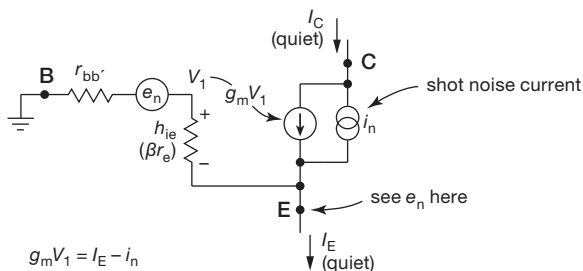 I_C
(quiet)
C
B
r_bb′
e_n
V_1
g_mV_1
shot noise current
i_n
+
h_ie
(βr_e)
–
E
see e_n here
I_E
(quiet)
g_mV_1 = I_E – i_n